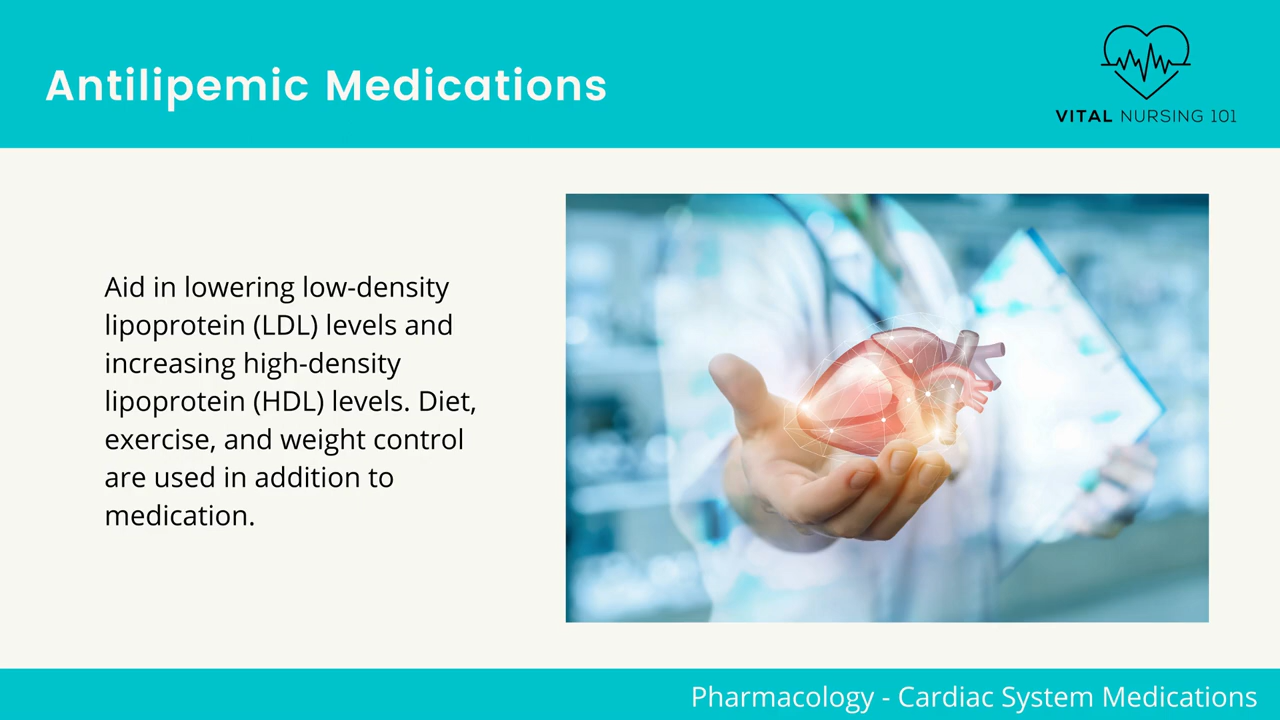 Antilipemic Medications
VITAL NURSING 101
Aid in lowering low-density
lipoprotein (LDL) levels and
increasing high-density
lipoprotein (HDL) levels. Diet,
exercise, and weight control
are used in addition to
medication.
Pharmacology - Cardiac System Medications